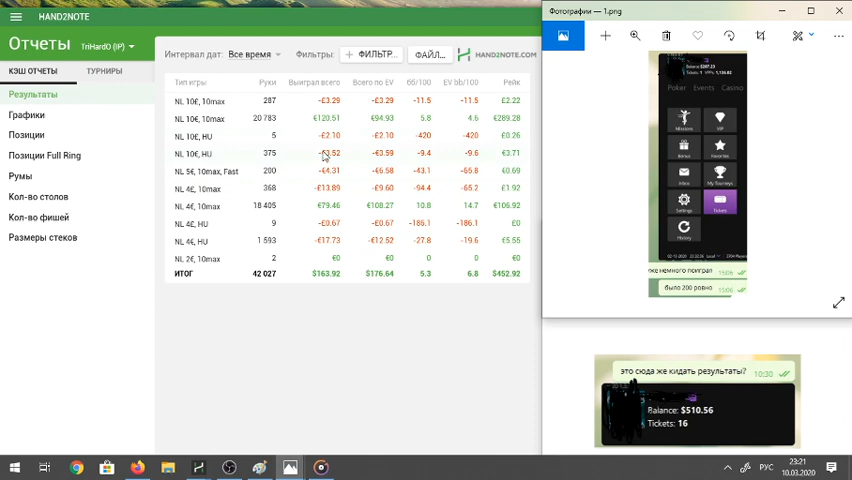 HAND2NOTE
Отчеты TriHardO (IP)
КЭШ ОТЧЕТЫ ТУРНИРЫ
Результаты
Графики
Позиции
Позиции Full Ring
Румы
Кол-во столов
Кол-во фишей
Размеры стеков
Интервал дат: Все время Фильтры: + ФИЛЬТР... ФАЙЛ... HAND2NOTE.COM
Тип игры Руки Выиграл всего Всего по EV бб/100 EV bb/100 Рейк
NL 10£, 10max 287 -£3.29 -£3.29 -11.5 -11.5 £2.22
NL 10€, 10max 20 783 €120.51 €94.93 5.8 4.6 €289.28
NL 10£, HU 5 -£2.10 -£2.10 -420 -420 £0.26
NL 10€, HU 375 -€3.52 -€3.59 -9.4 -9.6 €3.71
NL 5€, 10max, Fast 200 -€4.31 -€6.58 -43.1 -65.8 €0.69
NL 4£, 10max 368 -£13.89 -£9.60 -94.4 -65.2 £1.92
NL 4€, 10max 18 405 €79.46 €108.27 10.8 14.7 €106.92
NL 4£, HU 9 -£0.67 -£0.67 -186.1 -186.1 £0
NL 4€, HU 1 593 -€17.73 -€12.52 -27.8 -19.6 €5.55
NL 2€, 10max 2 €0 €0 0 0 €0
ИТОГ 42 027 $163.92 $176.64 5.3 6.8 $452.92
Фотографии — 1.png
Poker Events Casino
Missions VIP
Bonus Favorites
Inbox My Tourneys
Settings Tickets
History
же немного поиграл 15:06
было 200 ровно 15:06
это сюда же кидать результаты? 10:30
Balance: $510.56
Tickets: 16
РУС
23:21
10.03.2020